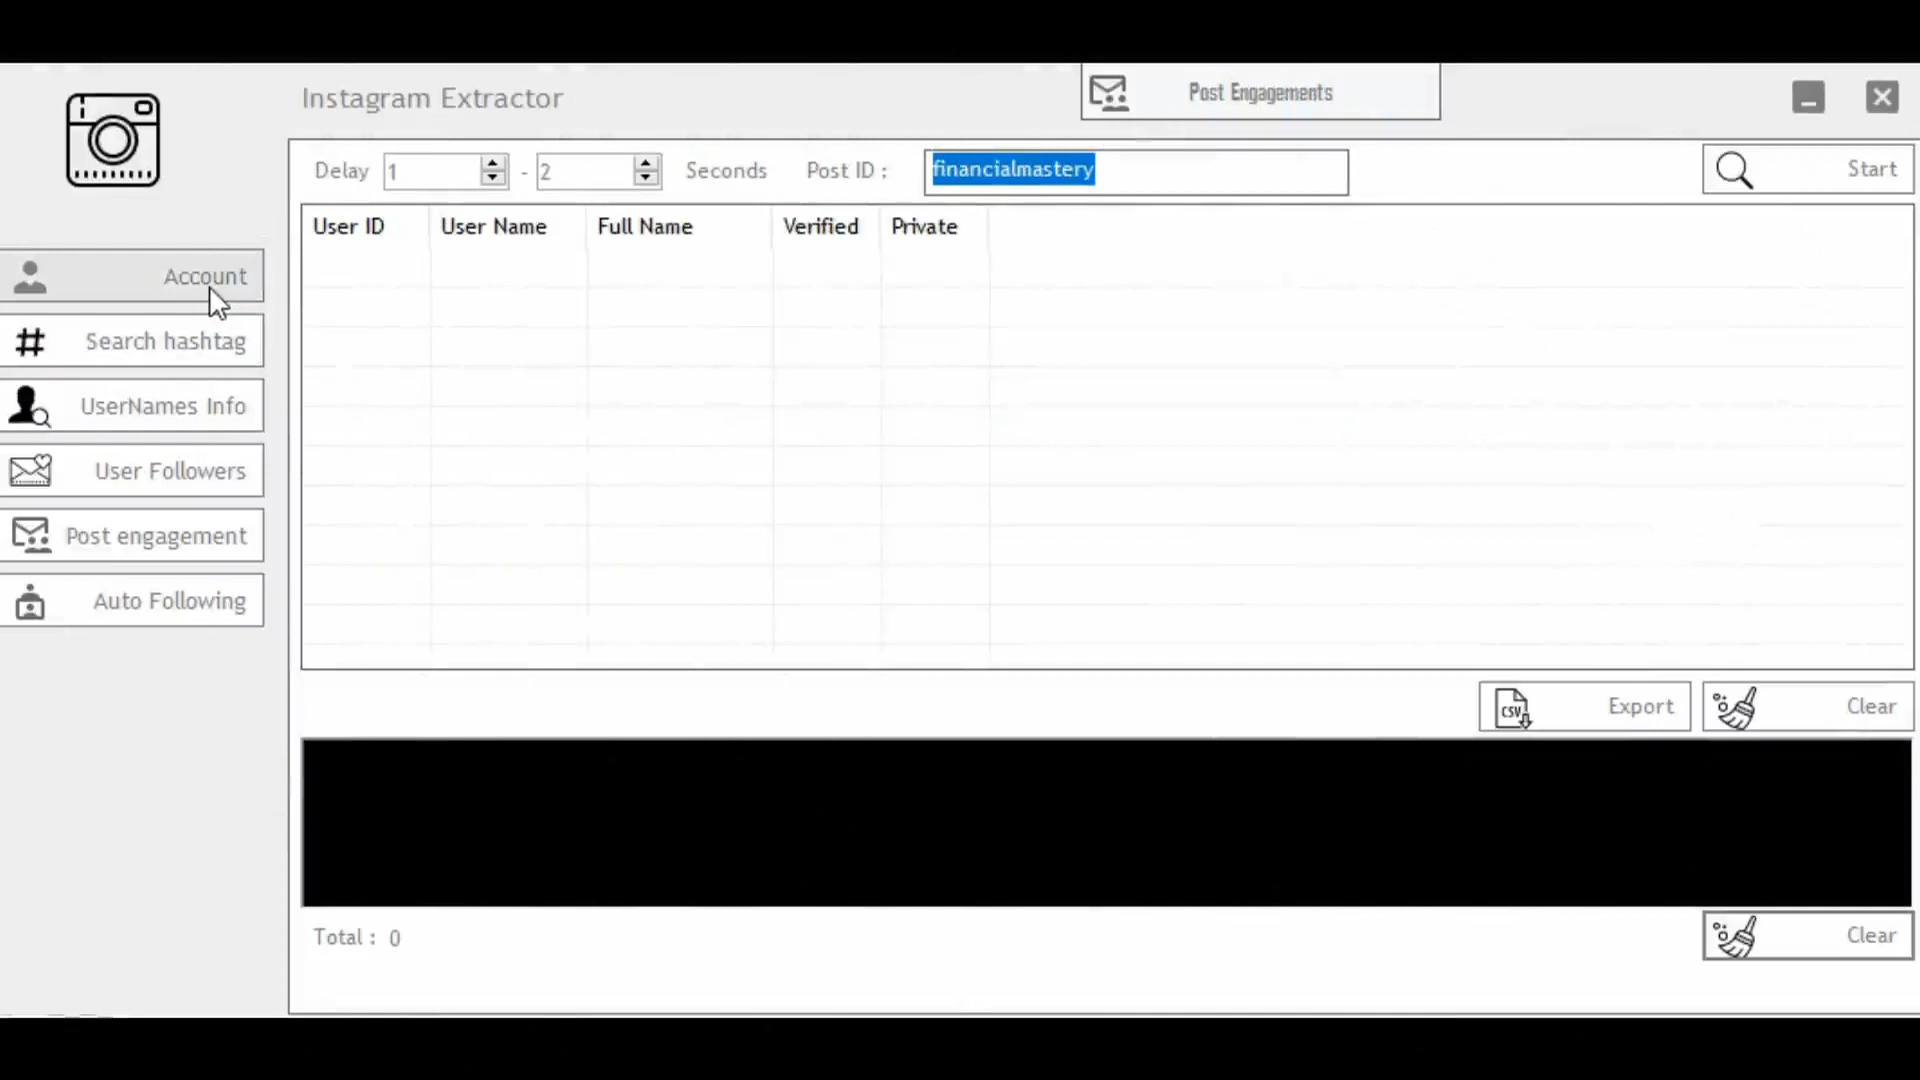 Instagram Extractor
Post Engagements
Delay 1 - 2 Seconds Post ID : financialmastery Start
User ID User Name Full Name Verified Private
Account
Search hashtag
UserNames Info
User Followers
Post engagement
Auto Following
CSV Export Clear
Total : 0 Clear